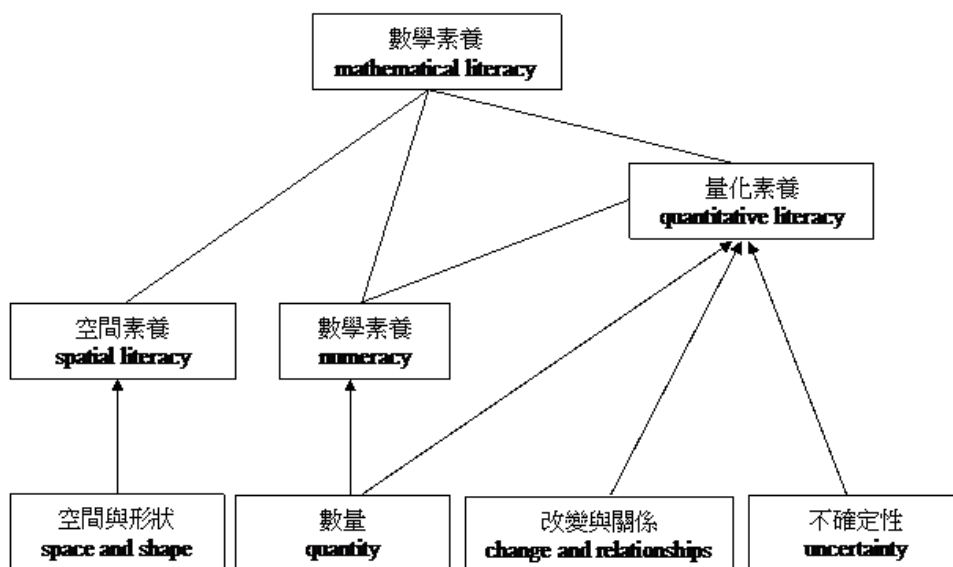 數學素養
mathematical literacy
量化素養
quantitative literacy
空間素養
spatial literacy
數學素養
numeracy
空間與形狀
space and shape
數量
quantity
改變與關係
change and relationships
不確定性
uncertainty